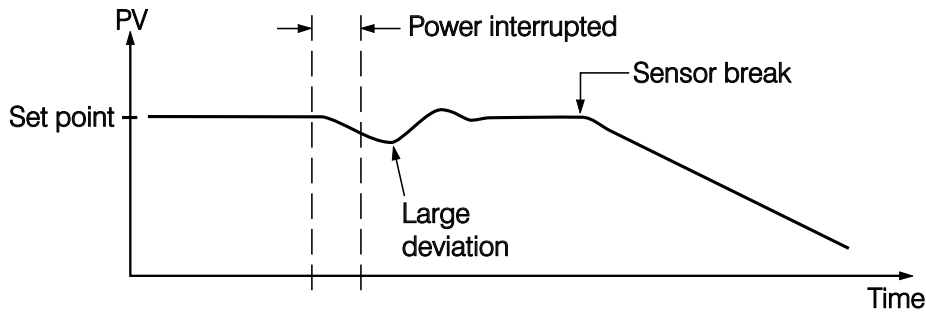 PV
Power interrupted
Sensor break
Set point
Large
deviation
Time